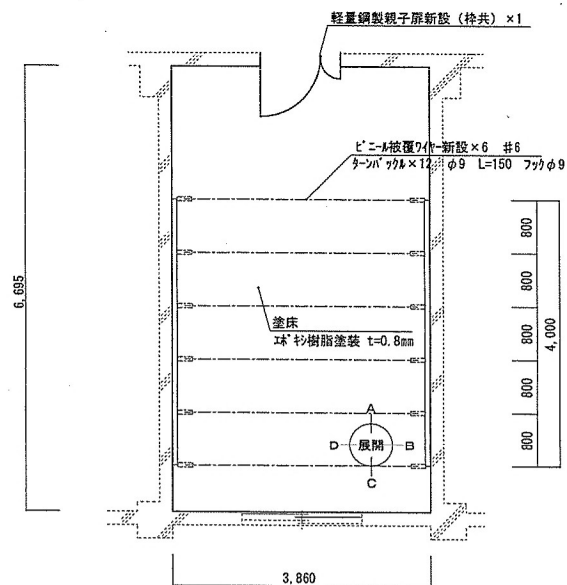 軽量鋼製親子扉新設（枠共）×1
ﾋﾞﾆｰﾙ被覆ﾜｲﾔｰ新設×6　#6
ﾀｰﾝﾊﾞｯｸﾙ×12　φ9　L=150　ﾌｯｸφ9
6,695
800
800
800
800
800
4,000
塗床
ｴﾎﾟｷｼ樹脂塗装 t=0.8mm
A
D 展開 B
C
3,860